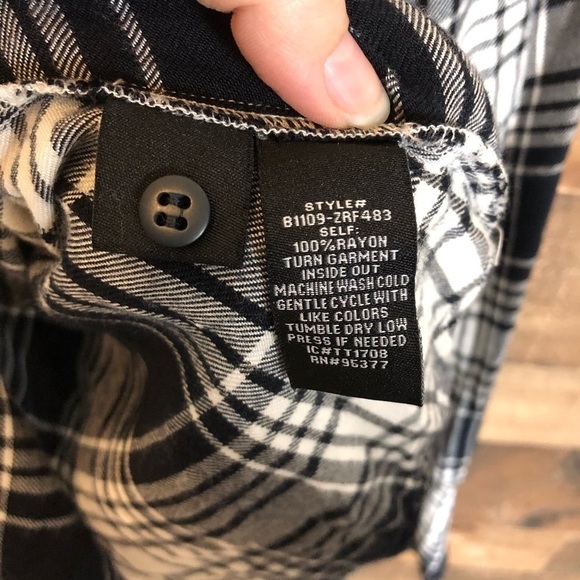 STYLE#
B1109-ZRF483
SELF:
100%RAYON
TURN GARMENT
INSIDE OUT
MACHINE WASH COLD
GENTLE CYCLE WITH
LIKE COLORS
TUMBLE DRY LOW
PRESS IF NEEDED
IC#TT1708
RN#95377